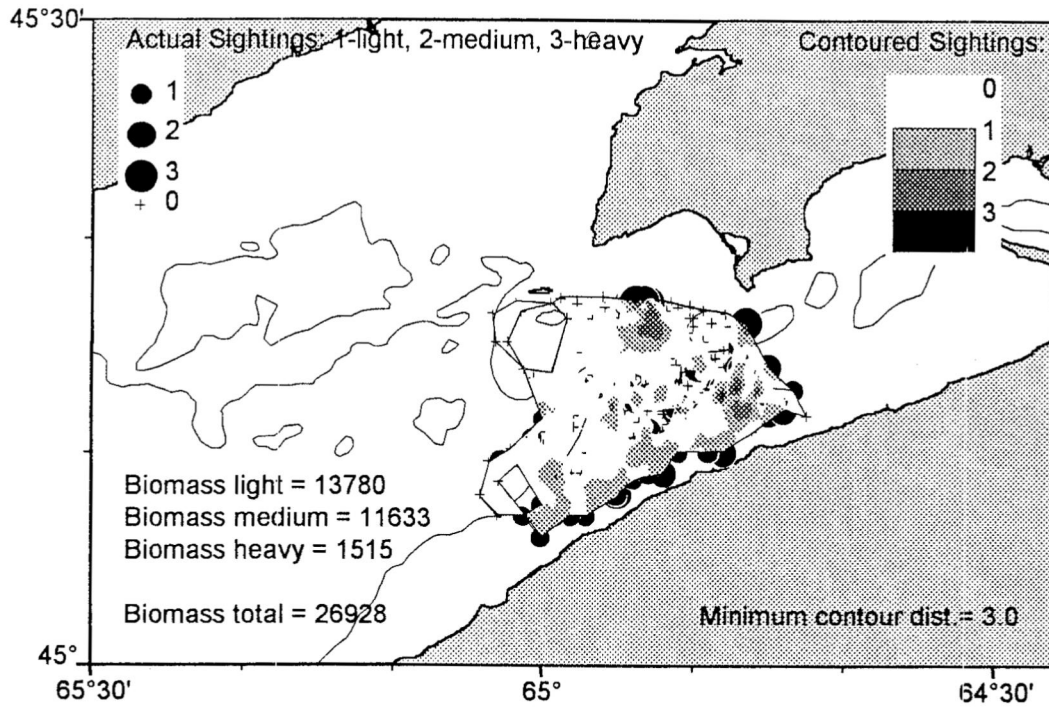 45°30'
Actual Sightings: 1-light, 2-medium, 3-heavy
1
2
3
0
Contoured Sightings:
0
1
2
3
Biomass light = 13780
Biomass medium = 11633
Biomass heavy = 1515
Biomass total = 26928
Minimum contour dist.= 3.0
45°
65°30'
65°
64°30'